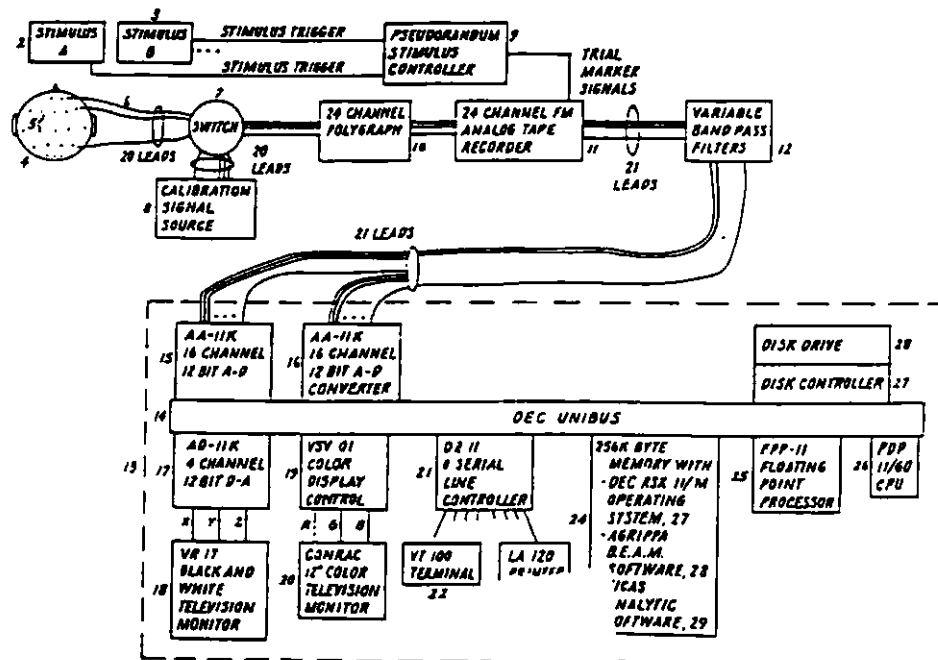 3
2
STIMULUS
A
STIMULUS
B
STIMULUS TRIGGER
STIMULUS TRIGGER
PSEUDORANDUM
STIMULUS
CONTROLLER
9
TRIAL
MARKER
SIGNALS
5
4
6
20 LEADS
7
SWITCH
20
LEADS
8
CALIBRATION
SIGNAL
SOURCE
24 CHANNEL
POLYGRAPH
10
24 CHANNEL FM
ANALOG TAPE
RECORDER
11
21
LEADS
VARIABLE
BAND PASS
FILTERS
12
21 LEADS
15
AA-11K
16 CHANNEL
12 BIT A-D
16
AA-11K
16 CHANNEL
12 BIT A-D
CONVERTER
DISK DRIVE
28
DISK CONTROLLER
27
14
DEC UNIBUS
13
17
AD-11K
4 CHANNEL
12 BIT D-A
19
VSV 01
COLOR
DISPLAY
CONTROL
21
DZ 11
8 SERIAL
LINE
CONTROLLER
24
256K BYTE
MEMORY WITH
-DEC RSX 11/M
OPERATING
SYSTEM, 27
-AGRIPPA
B.E.A.M.
SOFTWARE, 28
ICAS
NALYTIC
OFTWARE, 29
25
FPP-11
FLOATING
POINT
PROCESSOR
26
PDP
11/60
CPU
X Y Z
R G B
18
VR 17
BLACK AND
WHITE
TELEVISION
MONITOR
20
CONRAC
12" COLOR
TELEVISION
MONITOR
VT 100
TERMINAL
22
LA 120
PRINTER